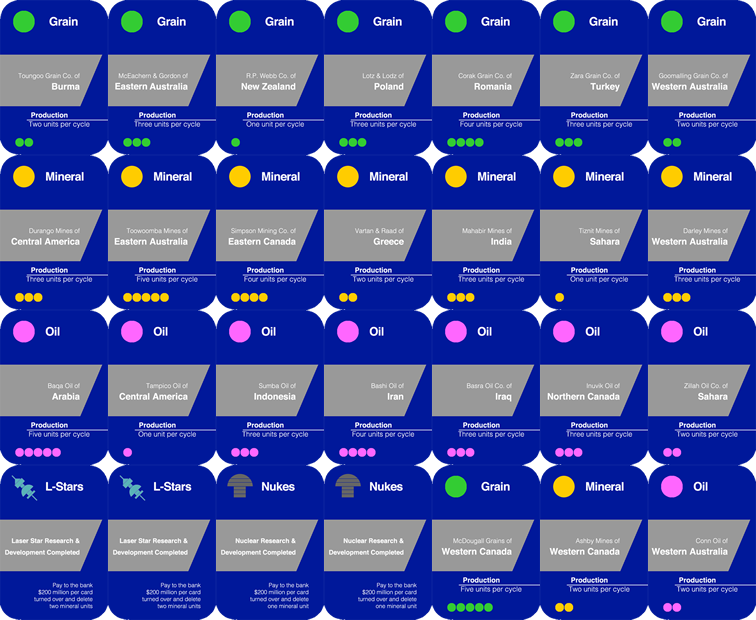 Grain
Toungoo Grain Co. of
Burma
Production
Two units per cycle
Grain
McEachern & Gordon of
Eastern Australia
Production
Three units per cycle
Grain
R.P. Webb Co. of
New Zealand
Production
One unit per cycle
Grain
Lotz & Lodz of
Poland
Production
Three units per cycle
Grain
Corak Grain Co. of
Romania
Production
Four units per cycle
Grain
Zara Grain Co. of
Turkey
Production
Three units per cycle
Grain
Goomalling Grain Co. of
Western Australia
Production
Two units per cycle
Mineral
Durango Mines of
Central America
Production
Three units per cycle
Mineral
Toowoomba Mines of
Eastern Australia
Production
Five units per cycle
Mineral
Simpson Mining Co. of
Eastern Canada
Production
Four units per cycle
Mineral
Vartan & Read of
Greece
Production
Two units per cycle
Mineral
Mahabir Mines of
India
Production
Three units per cycle
Mineral
Tiznit Mines of
Sahara
Production
One unit per cycle
Mineral
Darley Mines of
Western Australia
Production
Three units per cycle
Oil
Baqa Oil of
Arabia
Production
Five units per cycle
Oil
Tampico Oil of
Central America
Production
One unit per cycle
Oil
Sumba Oil of
Indonesia
Production
Three units per cycle
Oil
Bashi Oil of
Iran
Production
Four units per cycle
Oil
Basra Oil Co. of
Iraq
Production
Three units per cycle
Oil
Inuvik Oil of
Northern Canada
Production
Three units per cycle
Oil
Zillah Oil Co. of
Sahara
Production
Two units per cycle
L-Stars
Laser Star Research &
Development Completed
Pay to the bank
$200 million per card
turned over and delete
two mineral units
L-Stars
Laser Star Research &
Development Completed
Pay to the bank
$200 million per card
turned over and delete
two mineral units
Nukes
Nuclear Research &
Development Completed
Pay to the bank
$200 million per card
turned over and delete
one mineral unit
Nukes
Nuclear Research &
Development Completed
Pay to the bank
$200 million per card
turned over and delete
one mineral unit
Grain
McDougall Grains of
Western Canada
Production
Five units per cycle
Mineral
Ashby Mines of
Western Canada
Production
Two units per cycle
Oil
Conn Oil of
Western Australia
Production
Two units per cycle